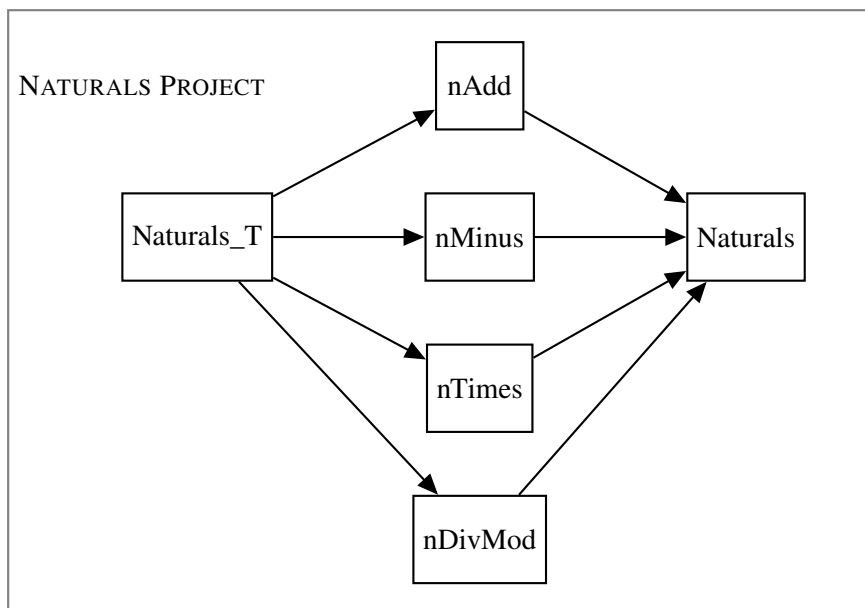 NATURALS PROJECT
nAdd
Naturals_T
nMinus
Naturals
nTimes
nDivMod